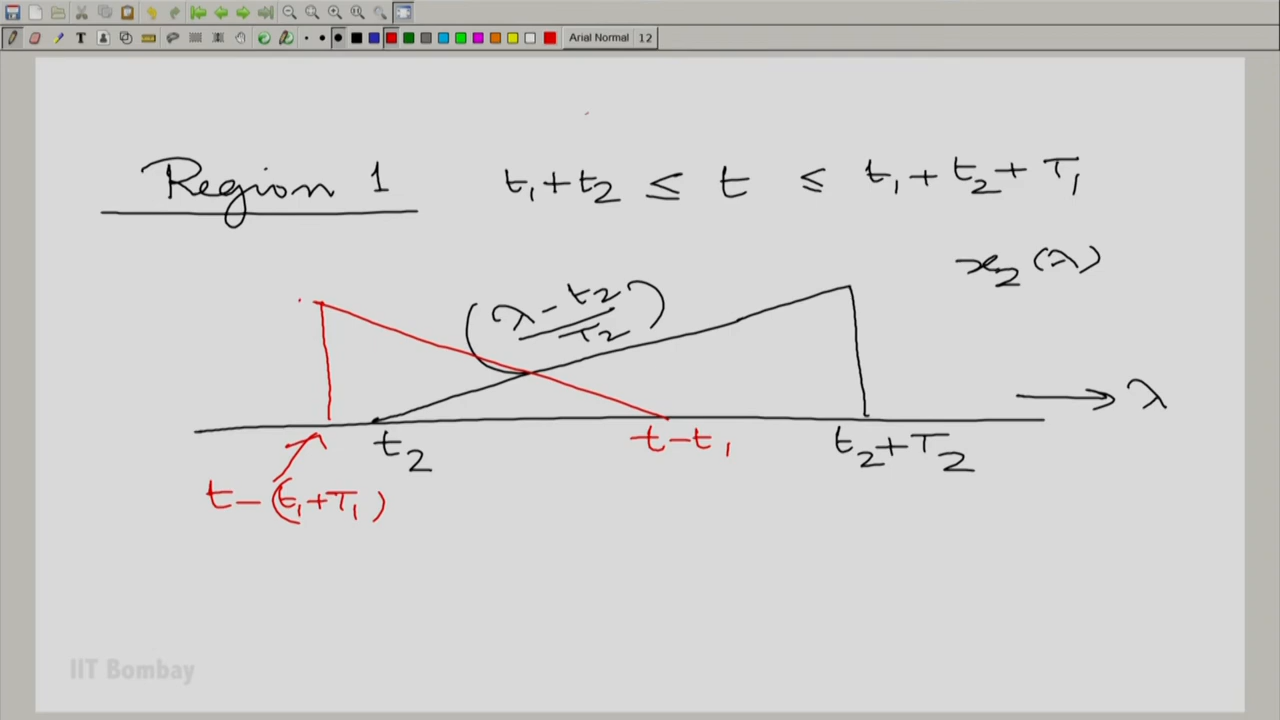 Arial Normal 12
Region 1 t₁+t₂ ≤ t ≤ t₁+t₂+T₁
x₂(λ)
(λ-t₂/T₂)
→ λ
t₂ t-t₁ t₂+T₂
t-(t₁+T₁)
IIT Bombay